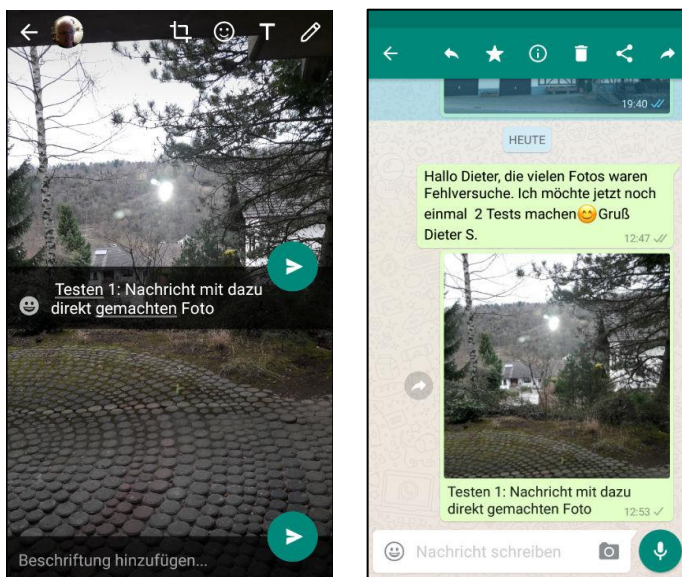 T
Testen 1: Nachricht mit dazu
direkt gemachten Foto
Beschriftung hinzufügen...
19:40
HEUTE
Hallo Dieter, die vielen Fotos waren
Fehlversuche. Ich möchte jetzt noch
einmal 2 Tests machen😊Gruß
Dieter S.
12:47
Testen 1: Nachricht mit dazu
direkt gemachten Foto
12:53
Nachricht schreiben